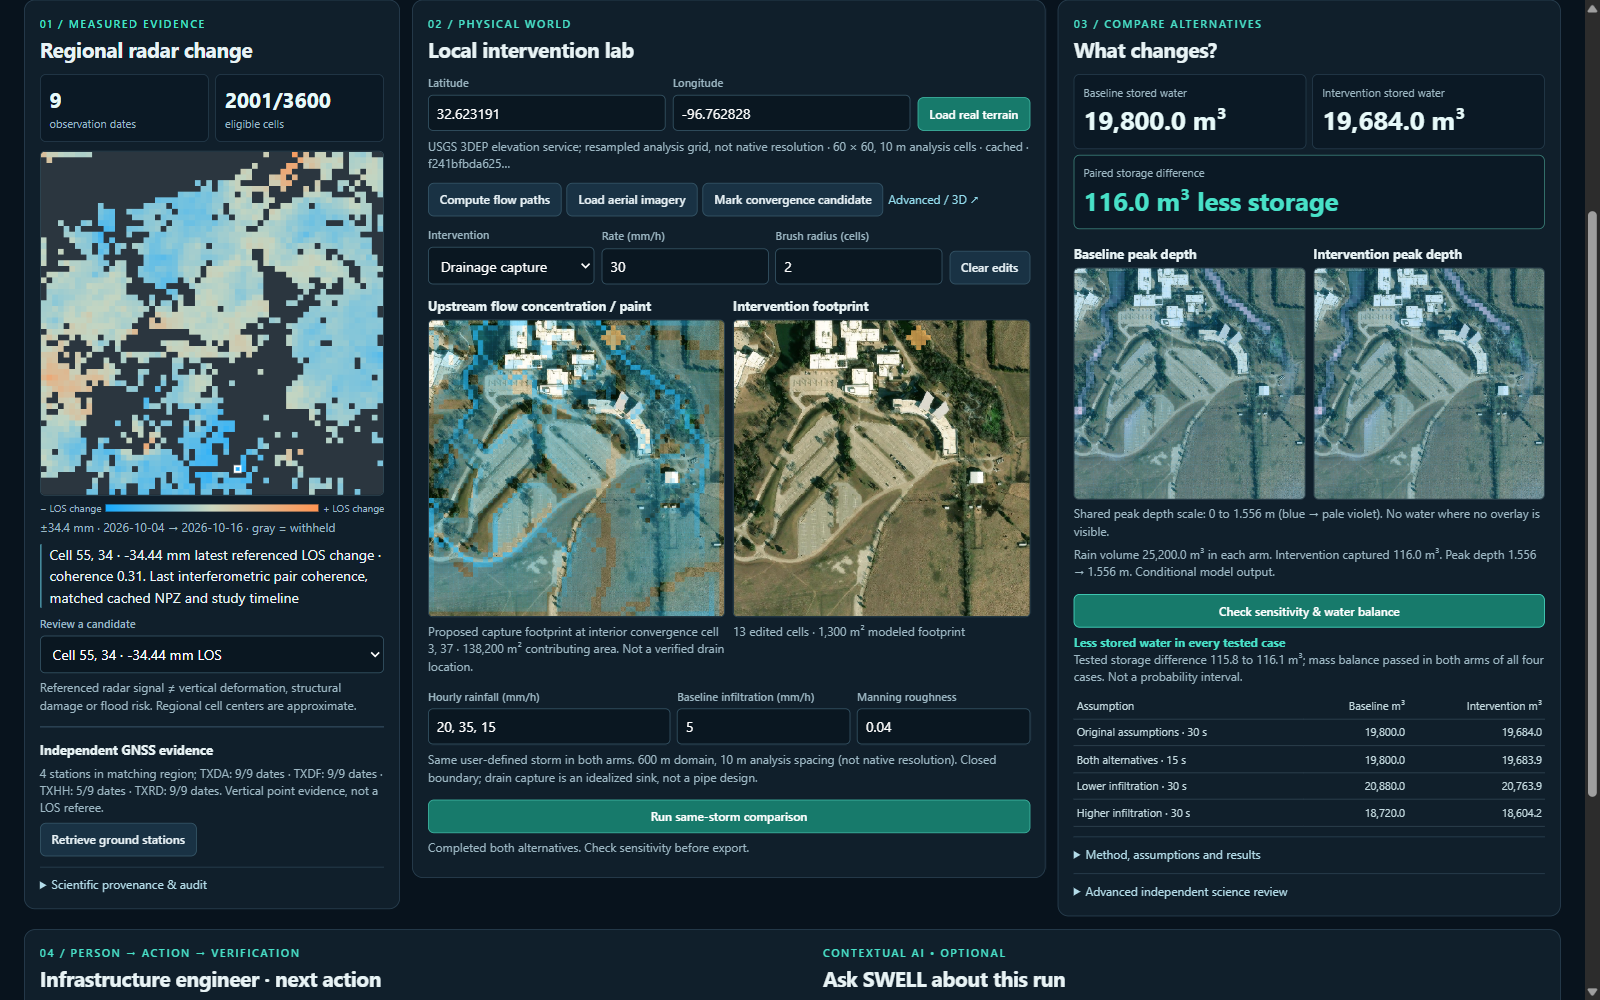 01 / MEASURED EVIDENCE
Regional radar change
9
observation dates
2001/3600
eligible cells
− LOS change
+ LOS change
±34.4 mm · 2026-10-04 → 2026-10-16 · gray = withheld
Cell 55, 34 · -34.44 mm latest referenced LOS change ·
coherence 0.31. Last interferometric pair coherence,
matched cached NPZ and study timeline
Review a candidate
Cell 55, 34 · -34.44 mm LOS
Referenced radar signal ≠ vertical deformation, structural
damage or flood risk. Regional cell centers are approximate.
Independent GNSS evidence
4 stations in matching region; TXDA: 9/9 dates · TXDF: 9/9 dates ·
TXHH: 5/9 dates · TXRD: 9/9 dates. Vertical point evidence, not a
LOS referee.
Retrieve ground stations
▶ Scientific provenance & audit
02 / PHYSICAL WORLD
Local intervention lab
Latitude
Longitude
32.623191
-96.762828
Load real terrain
USGS 3DEP elevation service; resampled analysis grid, not native resolution · 60 × 60, 10 m analysis cells · cached ·
f241bfbda625...
Compute flow paths
Load aerial imagery
Mark convergence candidate
Advanced / 3D ↗
Intervention
Rate (mm/h)
Brush radius (cells)
Drainage capture
30
2
Clear edits
Upstream flow concentration / paint
Intervention footprint
Proposed capture footprint at interior convergence cell
3, 37 · 138,200 m² contributing area. Not a verified drain
location.
13 edited cells · 1,300 m² modeled footprint
Hourly rainfall (mm/h)
Baseline infiltration (mm/h)
Manning roughness
20, 35, 15
5
0.04
Same user-defined storm in both arms. 600 m domain, 10 m analysis spacing (not native resolution). Closed
boundary; drain capture is an idealized sink, not a pipe design.
Run same-storm comparison
Completed both alternatives. Check sensitivity before export.
03 / COMPARE ALTERNATIVES
What changes?
Baseline stored water
19,800.0 m³
Intervention stored water
19,684.0 m³
Paired storage difference
116.0 m³ less storage
Baseline peak depth
Intervention peak depth
Shared peak depth scale: 0 to 1.556 m (blue → pale violet). No water where no overlay is
visible.
Rain volume 25,200.0 m³ in each arm. Intervention captured 116.0 m³. Peak depth 1.556
→ 1.556 m. Conditional model output.
Check sensitivity & water balance
Less stored water in every tested case
Tested storage difference 115.8 to 116.1 m³; mass balance passed in both arms of all four
cases. Not a probability interval.
Assumption Baseline m³ Intervention m³
Original assumptions · 30 s 19,800.0 19,684.0
Both alternatives · 15 s 19,800.0 19,683.9
Lower infiltration · 30 s 20,880.0 20,763.9
Higher infiltration · 30 s 18,720.0 18,604.2
▶ Method, assumptions and results
▶ Advanced independent science review
04 / PERSON → ACTION → VERIFICATION
Infrastructure engineer · next action
CONTEXTUAL AI • OPTIONAL
Ask SWELL about this run